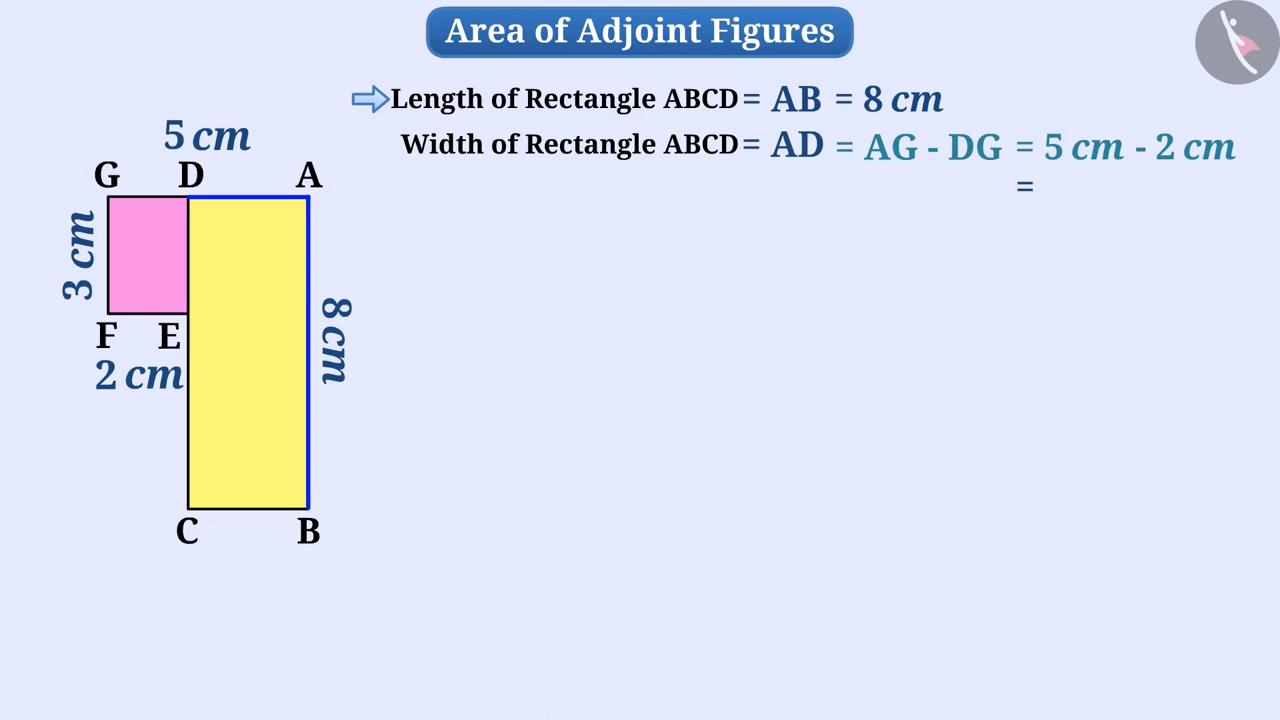 Area of Adjoint Figures
Length of Rectangle ABCD = AB = 8 cm
Width of Rectangle ABCD = AD = AG - DG = 5 cm - 2 cm
=
5 cm
G D A
3 cm
8 cm
F E
2 cm
C B